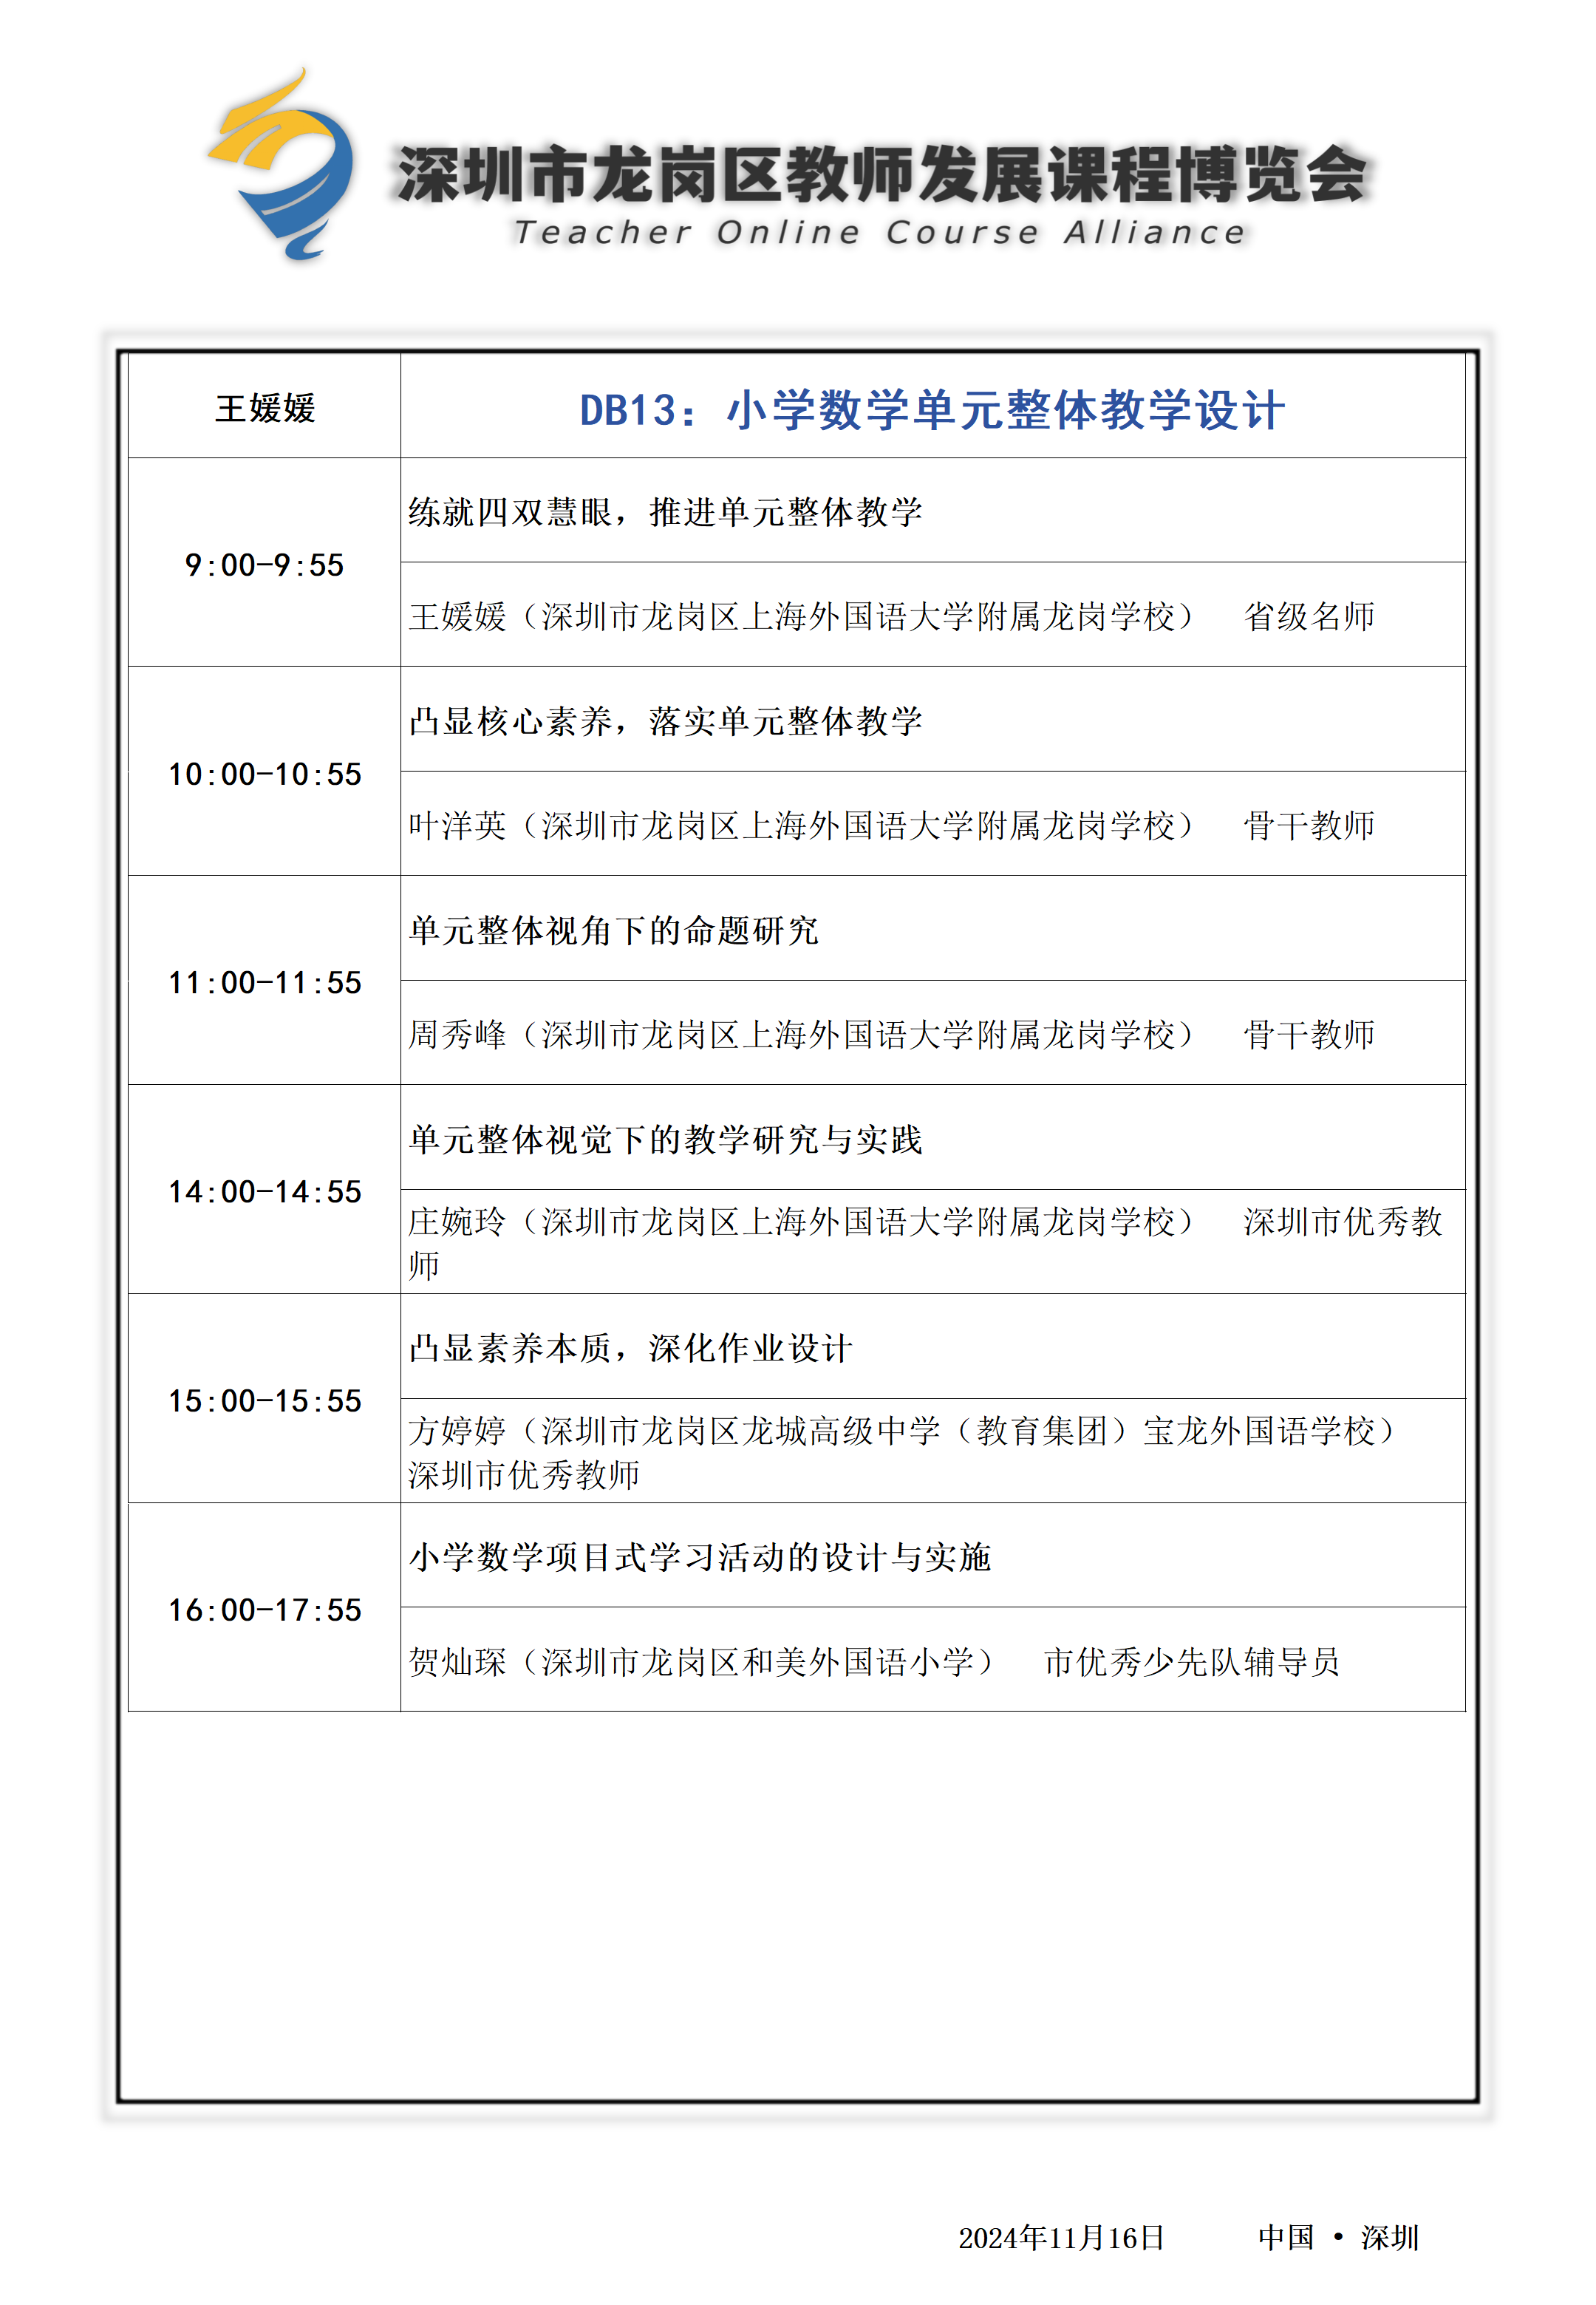 深圳市龙岗区教师发展课程博览会
Teacher Online Course Alliance
王媛媛
DB13：小学数学单元整体教学设计
9:00-9:55
练就四双慧眼，推进单元整体教学
王媛媛（深圳市龙岗区上海外国语大学附属龙岗学校） 省级名师
10:00-10:55
凸显核心素养，落实单元整体教学
叶洋英（深圳市龙岗区上海外国语大学附属龙岗学校） 骨干教师
11:00-11:55
单元整体视角下的命题研究
周秀峰（深圳市龙岗区上海外国语大学附属龙岗学校） 骨干教师
14:00-14:55
单元整体视觉下的教学研究与实践
庄婉玲（深圳市龙岗区上海外国语大学附属龙岗学校） 深圳市优秀教
师
15:00-15:55
凸显素养本质，深化作业设计
方婷婷（深圳市龙岗区龙城高级中学（教育集团）宝龙外国语学校）
深圳市优秀教师
16:00-17:55
小学数学项目式学习活动的设计与实施
贺灿琛（深圳市龙岗区和美外国语小学） 市优秀少先队辅导员
2024年11月16日 中国 • 深圳